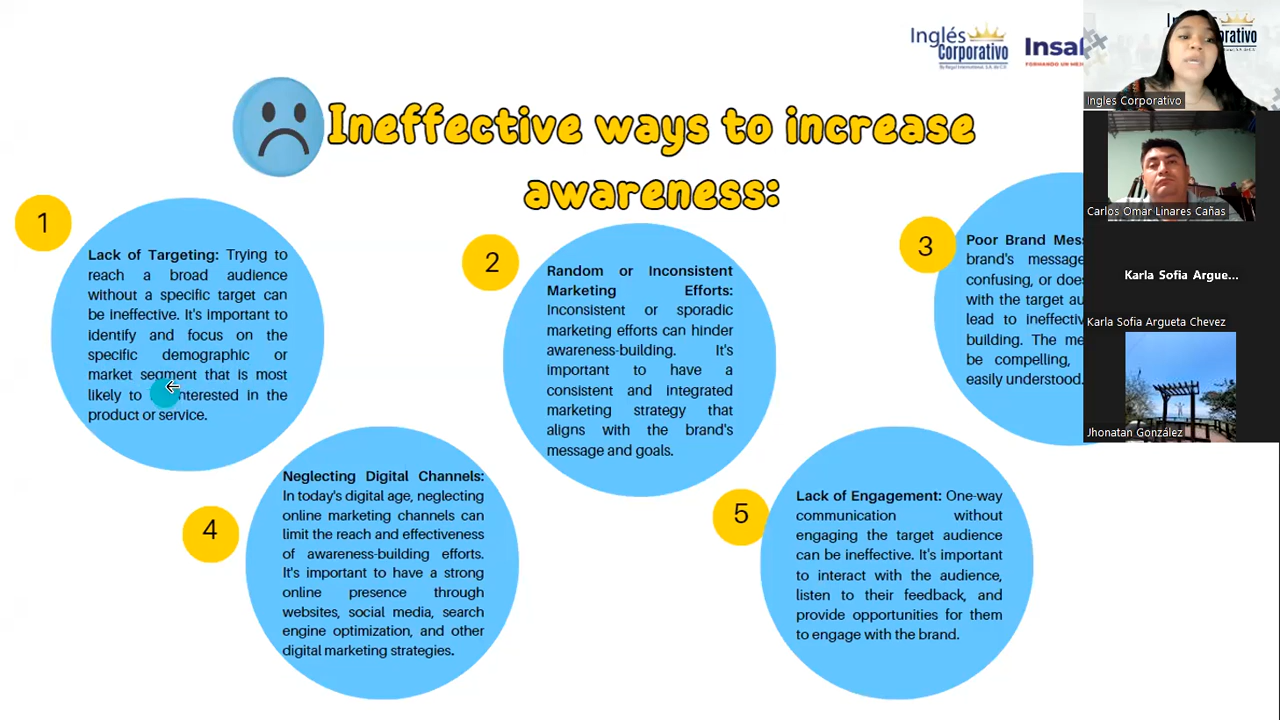 Inglés
Corporativo
By Regal International, S.A. de C.V.
Ineffective ways to increase
awareness:
1
Lack of Targeting: Trying to
reach a broad audience
without a specific target can
be ineffective. It's important to
identify and focus on the
specific demographic or
market segment that is most
likely to interested in the
product or service.
2
Random or Inconsistent
Marketing Efforts:
Inconsistent or sporadic
marketing efforts can hinder
awareness-building. It's
important to have a
consistent and integrated
marketing strategy that
aligns with the brand's
message and goals.
3
Poor Brand
brand's message
confusing, or
with the target
lead to
building. The
be compelling,
easily understood.
4
Neglecting Digital Channels:
In today's digital age, neglecting
online marketing channels can
limit the reach and effectiveness
of awareness-building efforts.
It's important to have a strong
online presence through
websites, social media, search
engine optimization, and other
digital marketing strategies.
5
Lack of Engagement: One-way
communication without
engaging the target audience
can be ineffective. It's important
to interact with the audience,
listen to their feedback, and
provide opportunities for them
to engage with the brand.
Ingles Corporativo
Carlos Omar Linares Cañas
Karla Sofia Argue...
Karla Sofia Argueta Chevez
Jhonatan González